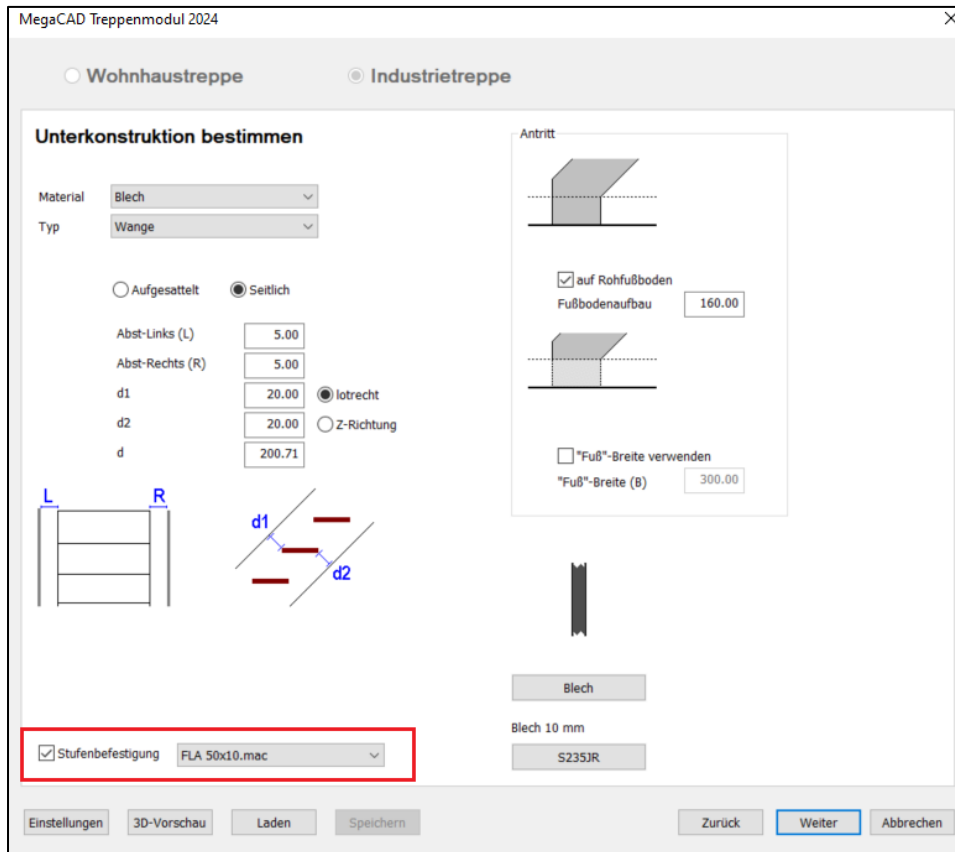 MegaCAD Treppenmodul 2024
Wohnhaustreppe
Industrietreppe
Unterkonstruktion bestimmen
Material Blech
Typ Wange
Aufgesattelt Seitlich
Abst-Links (L) 5.00
Abst-Rechts (R) 5.00
d1 20.00 lotrecht
d2 20.00 Z-Richtung
d 200.71
L R
d1
d2
Stufenbefestigung FLA 50x10.mac
Antritt
auf Rohfußboden
Fußbodenaufbau 160.00
"Fuß"-Breite verwenden
"Fuß"-Breite (B) 300.00
Blech
Blech 10 mm
S235JR
Einstellungen 3D-Vorschau Laden Speichern Zurück Weiter Abbrechen